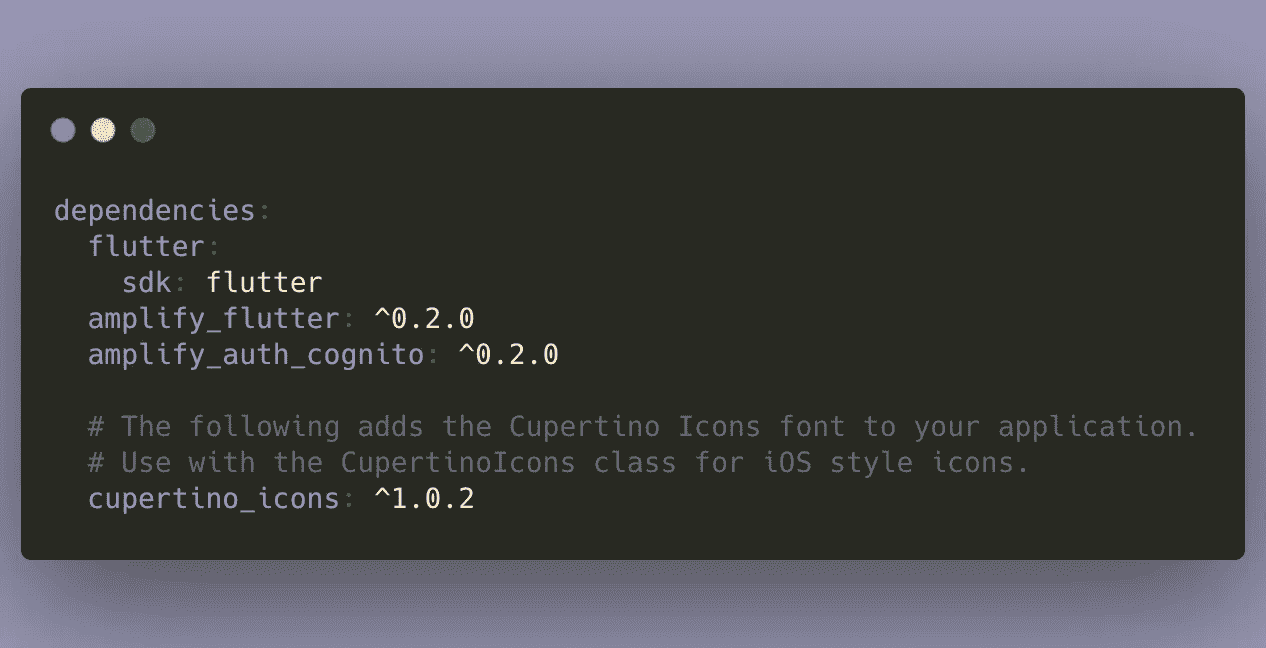 dependencies:
  flutter:
    sdk: flutter
  amplify_flutter: ^0.2.0
  amplify_auth_cognito: ^0.2.0

  # The following adds the Cupertino Icons font to your application.
  # Use with the CupertinoIcons class for iOS style icons.
  cupertino_icons: ^1.0.2